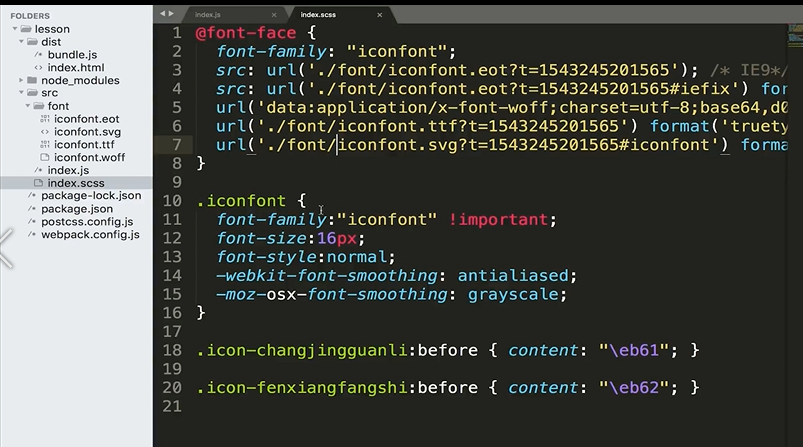 FOLDERS
lesson
dist
bundle.js
index.html
node_modules
src
font
iconfont.eot
iconfont.svg
iconfont.ttf
iconfont.woff
index.js
index.scss
package-lock.json
package.json
postcss.config.js
webpack.config.js
index.js
index.scss
1 @font-face {
2 font-family: "iconfont";
3 src: url('./font/iconfont.eot?t=1543245201565'); /* IE9*/
4 src: url('./font/iconfont.eot?t=1543245201565#iefix') for
5 url('data:application/x-font-woff;charset=utf-8;base64,d0
6 url('./font/iconfont.ttf?t=1543245201565') format('truety
7 url('./font/iconfont.svg?t=1543245201565#iconfont') forma
8 }
9
10 .iconfont {
11 font-family:"iconfont" !important;
12 font-size:16px;
13 font-style:normal;
14 -webkit-font-smoothing: antialiased;
15 -moz-osx-font-smoothing: grayscale;
16 }
17
18 .icon-changjingguanli:before { content: "\eb61"; }
19
20 .icon-fenxiangfangshi:before { content: "\eb62"; }
21